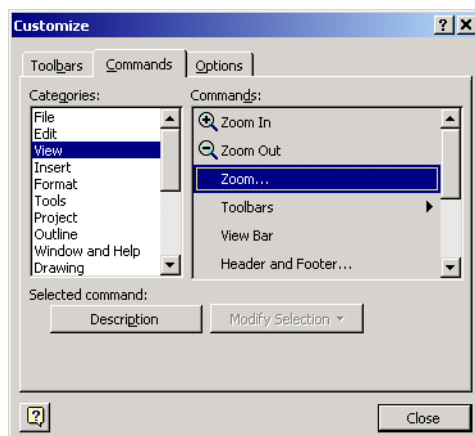 Customize
Toolbars Commands Options
Categories:
File
Edit
View
Insert
Format
Tools
Project
Outline
Window and Help
Drawing
Commands:
Zoom In
Zoom Out
Zoom...
Toolbars
View Bar
Header and Footer...
Selected command:
Description Modify Selection
Close